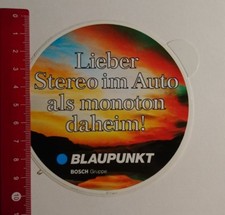 Lieber
Stereo im Auto
als monoton
daheim!
BLAUPUNKT
BOSCH Gruppe